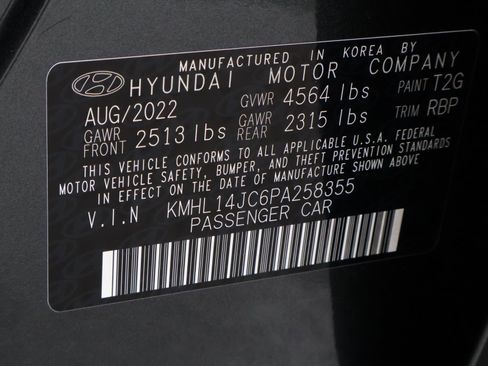 MANUFACTURED IN KOREA BY
HYUNDAI MOTOR COMPANY
AUG/2022 GVWR 4564 lbs PAINT T2G
GAWR FRONT 2513 lbs GAWR REAR 2315 lbs TRIM RBP
THIS VEHICLE CONFORMS TO ALL APPLICABLE U.S.A. FEDERAL
MOTOR VEHICLE SAFETY, BUMPER, AND THEFT PREVENTION STANDARDS
IN EFFECT ON THE DATE OF MANUFACTURE SHOWN ABOVE
V.I.N KMHL14JC6PA258355
PASSENGER CAR